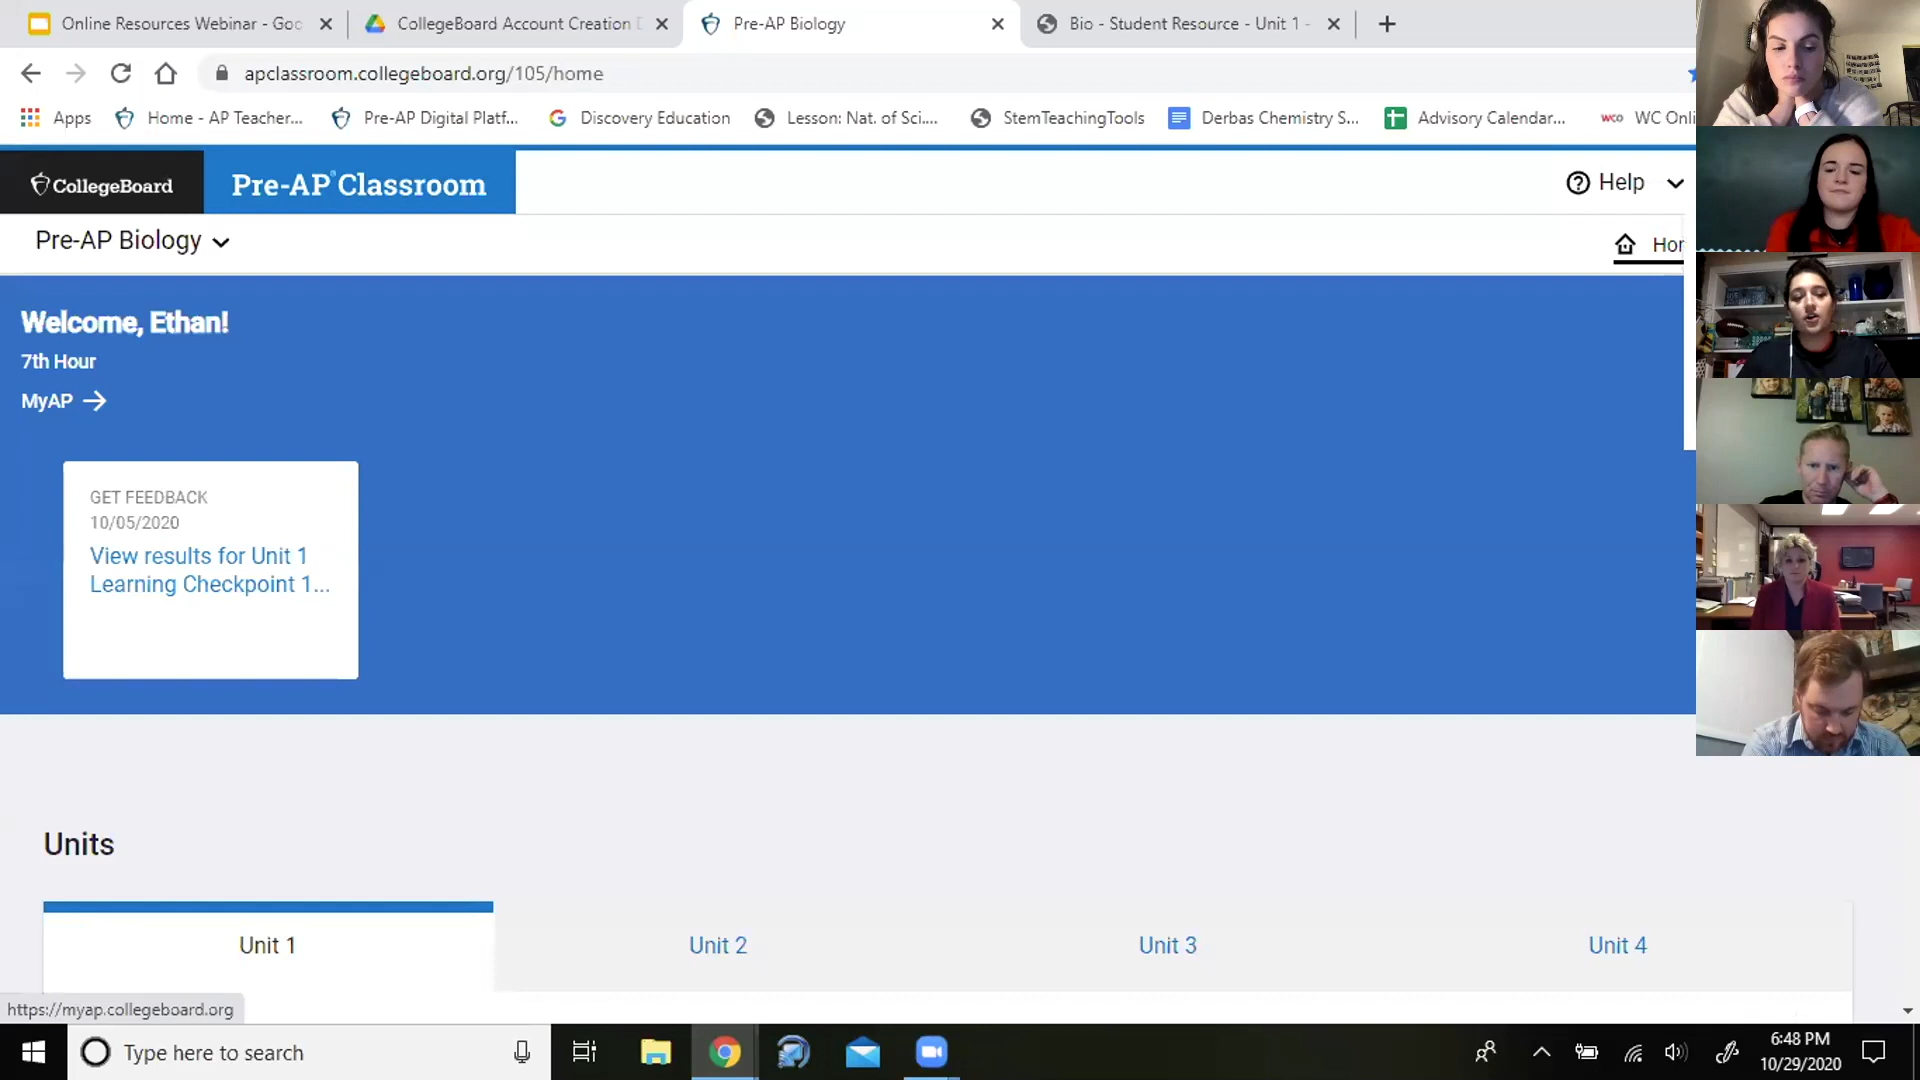 Online Resources Webinar - Goo
CollegeBoard Account Creation D
Pre-AP Biology
Bio - Student Resource - Unit 1 -
apclassroom.collegeboard.org/105/home
Apps
Home - AP Teacher...
Pre-AP Digital Platf...
Discovery Education
Lesson: Nat. of Sci....
StemTeachingTools
Derbas Chemistry S...
Advisory Calendar...
wco WC Onli
CollegeBoard
Pre-AP® Classroom
Help
Pre-AP Biology
Hor
Welcome, Ethan!
7th Hour
MyAP
GET FEEDBACK
10/05/2020
View results for Unit 1
Learning Checkpoint 1...
Units
Unit 1
Unit 2
Unit 3
Unit 4
https://myap.collegeboard.org
Type here to search
6:48 PM
10/29/2020